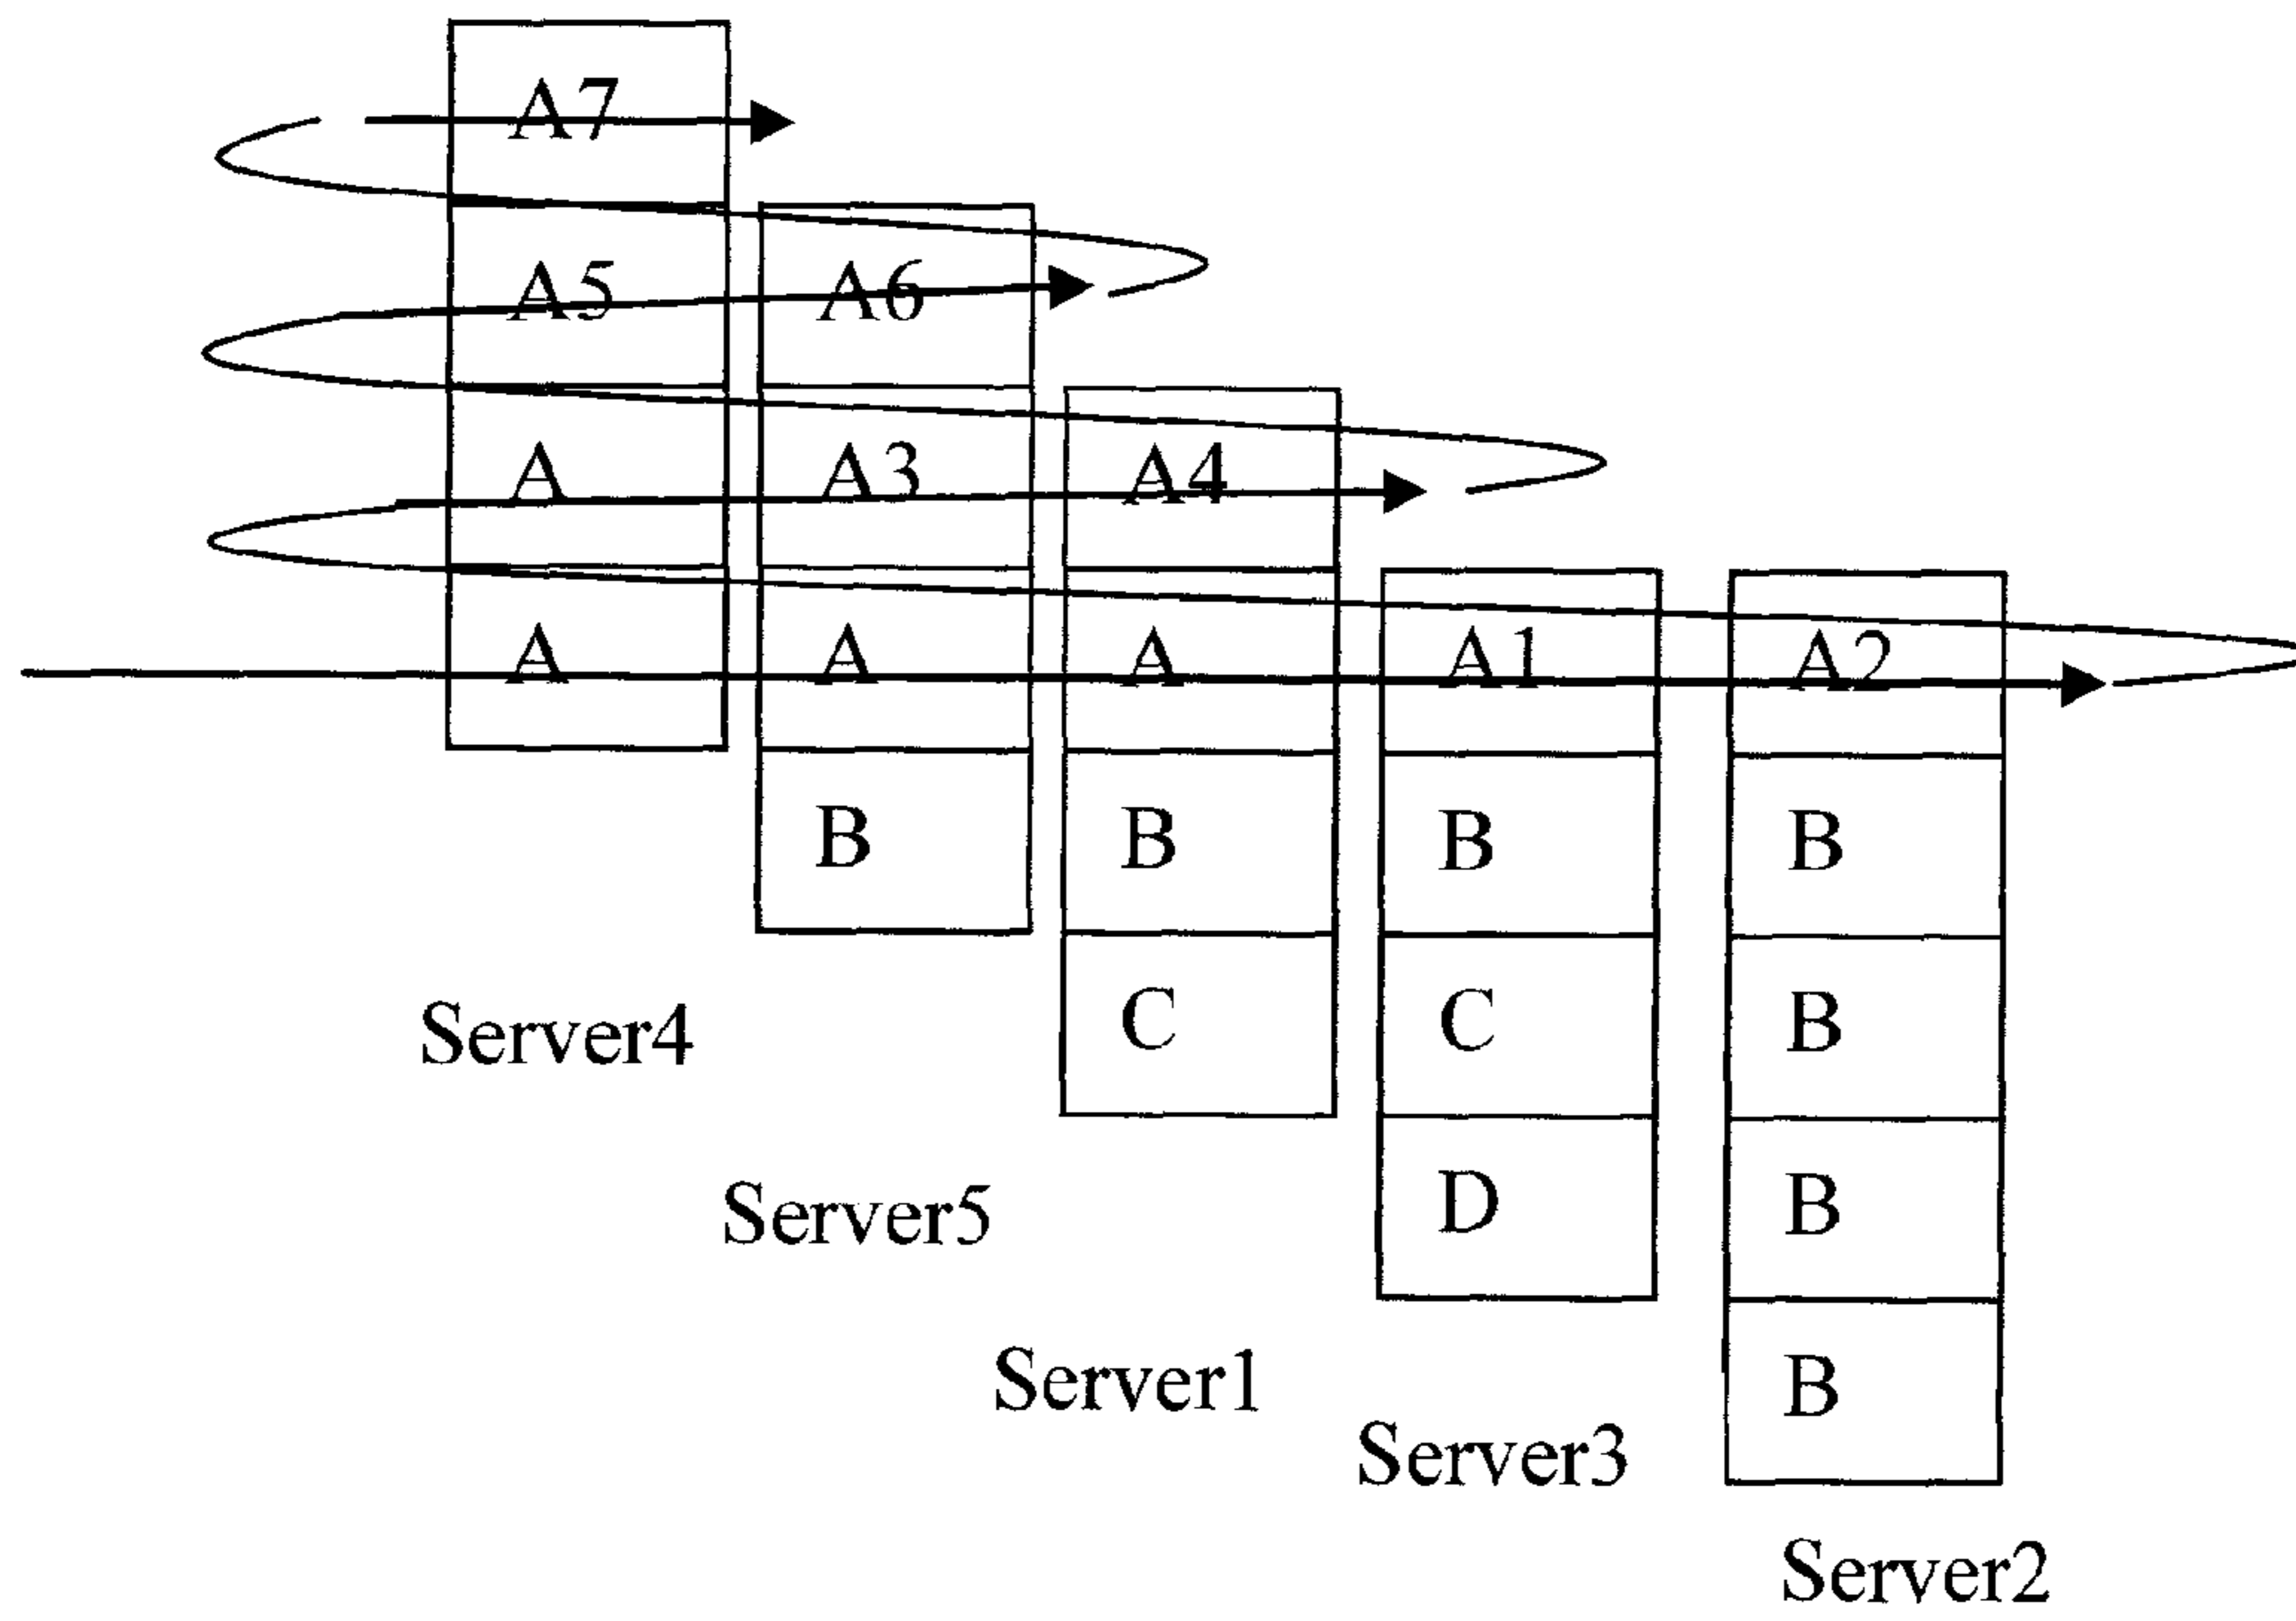 A7
A5 A6
A A3 A4
A A A A1 A2
B B B B
C C B
D B
B
Server4
Server5
Server1
Server3
Server2